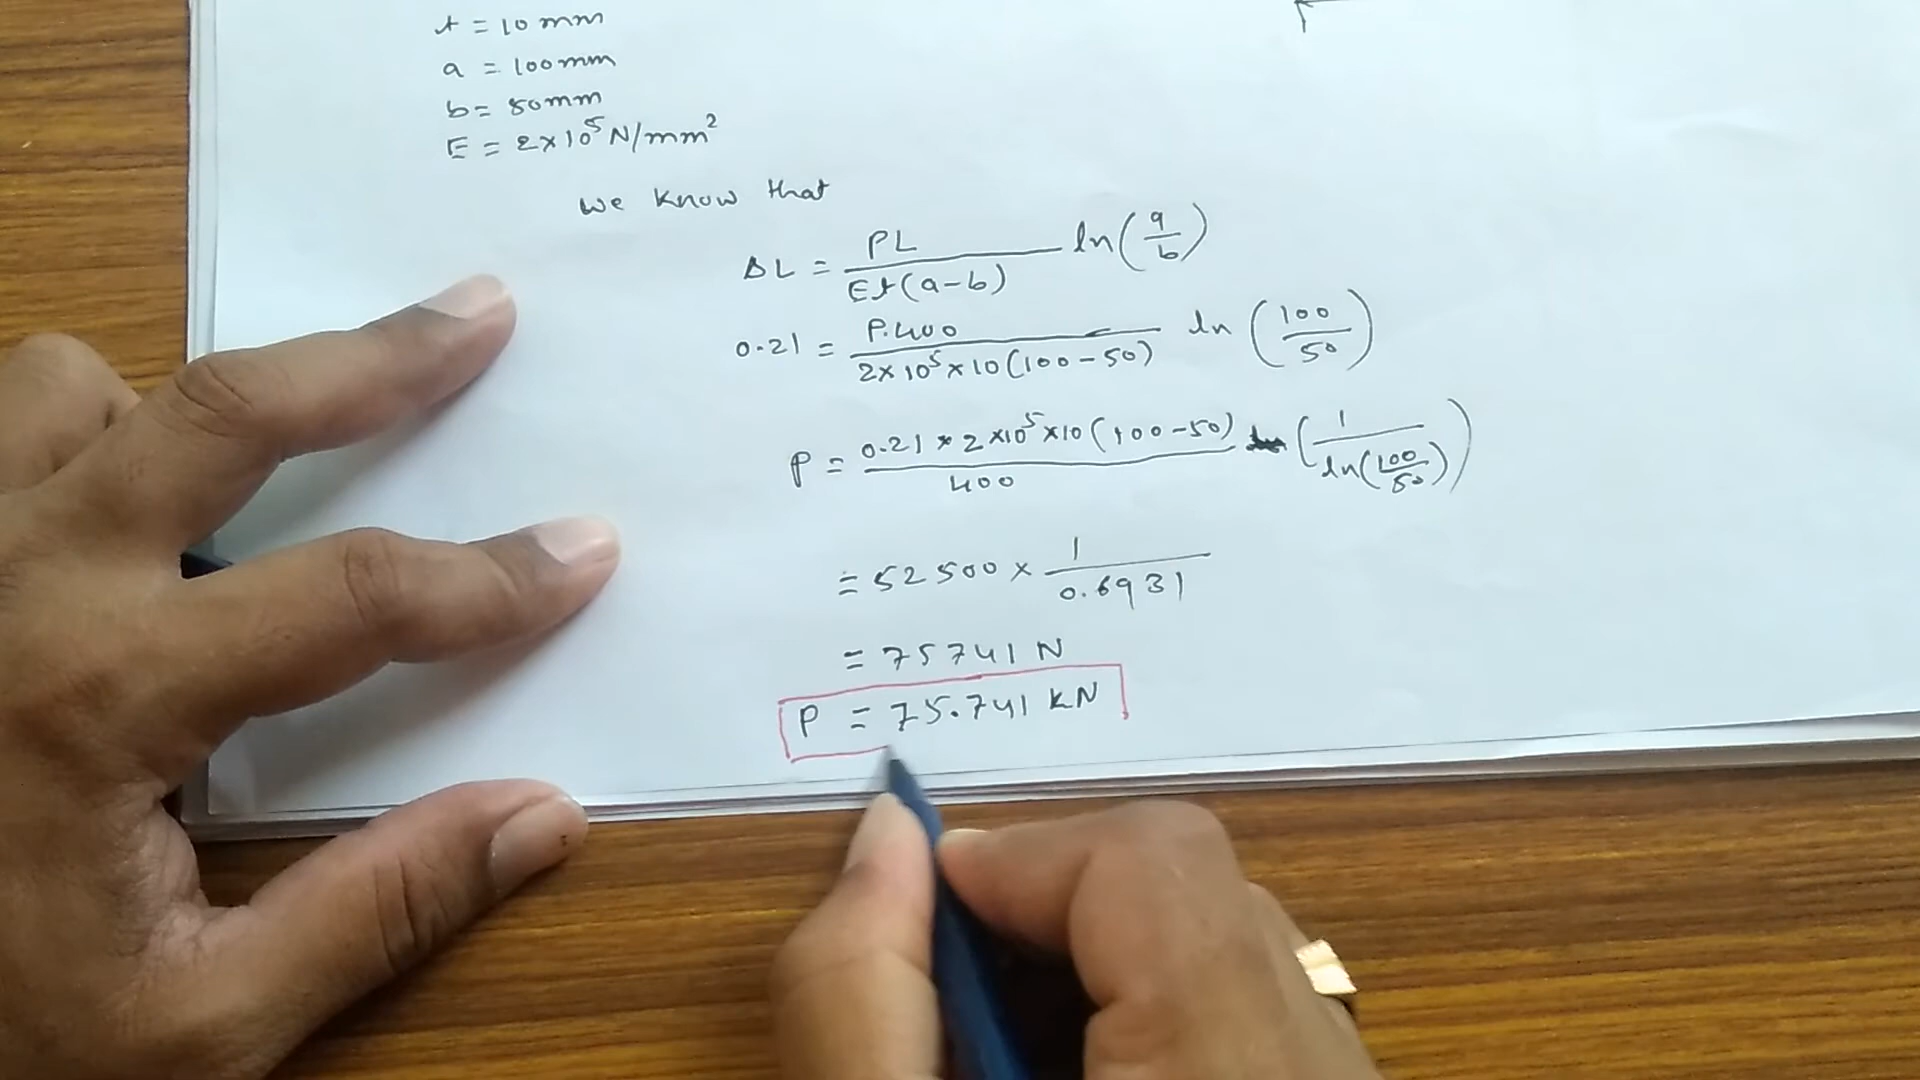 t = 10 mm
a = 100mm
b = 50mm
E = 2×10⁵ N/mm²
We know that
ΔL = PL / Et(a-b) ln(a/b)
0.21 = P.400 / 2×10⁵×10(100-50) ln(100/50)
P = 0.21 * 2×10⁵×10(100-50) / 400 (1 / ln(100/50))
= 52500 × 1 / 0.6931
= 75741 N
P = 75.741 kN